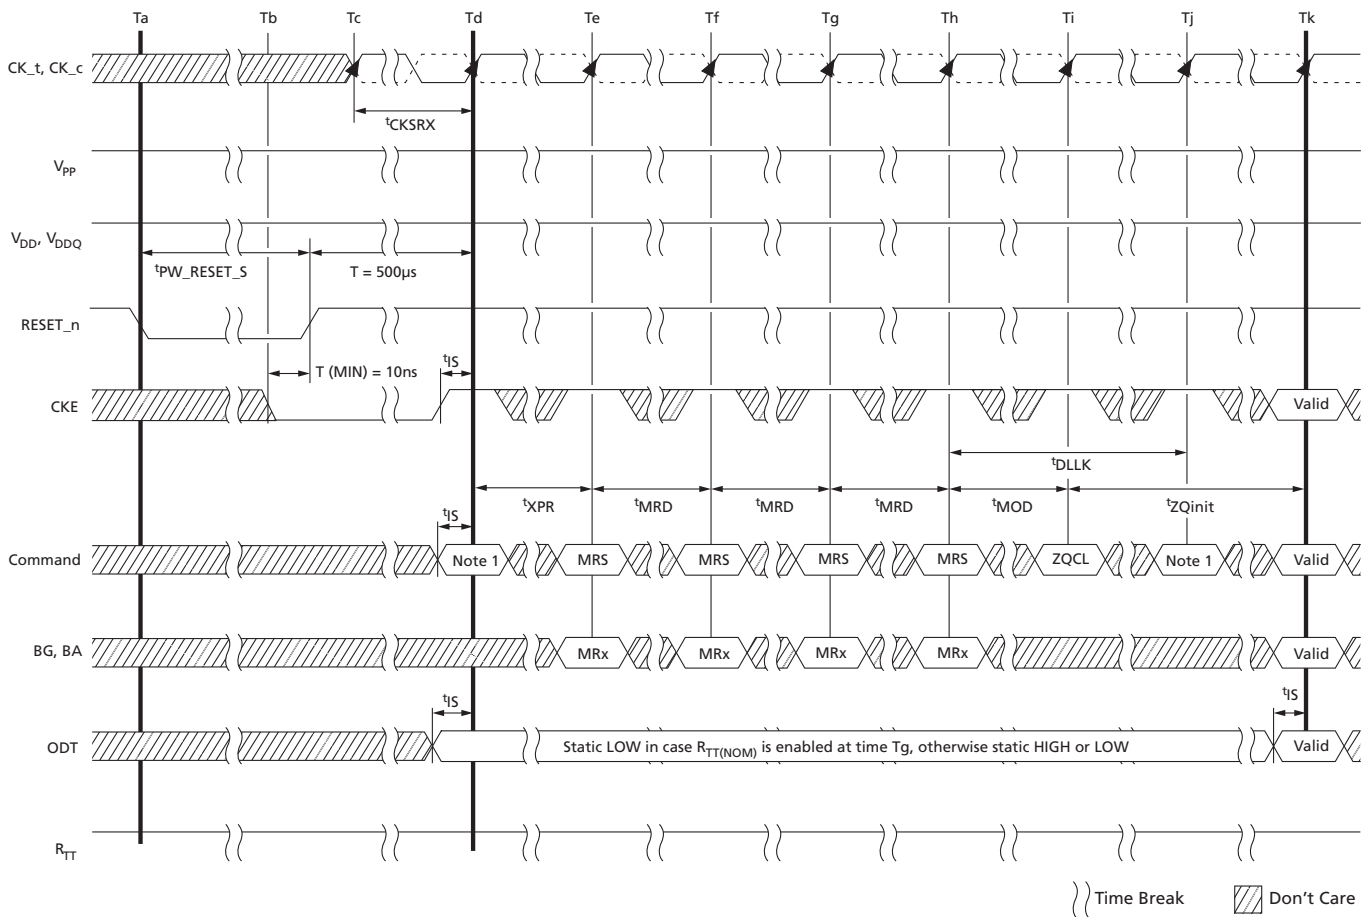 Ta Tb Tc Td Te Tf Tg Th Ti Tj Tk
CK_t, CK_c
tCKSRX
VPP
VDD, VDDQ
tPW_RESET_S T = 500μs
RESET_n
T (MIN) = 10ns tIS
CKE Valid
tDLLK
tXPR tMRD tMRD tMRD tMOD tZQinit
tIS
Command Note 1 MRS MRS MRS MRS ZQCL Note 1 Valid
BG, BA MRx MRx MRx MRx Valid
tIS tIS
ODT Static LOW in case RTT(NOM) is enabled at time Tg, otherwise static HIGH or LOW Valid
RTT
Time Break Don't Care